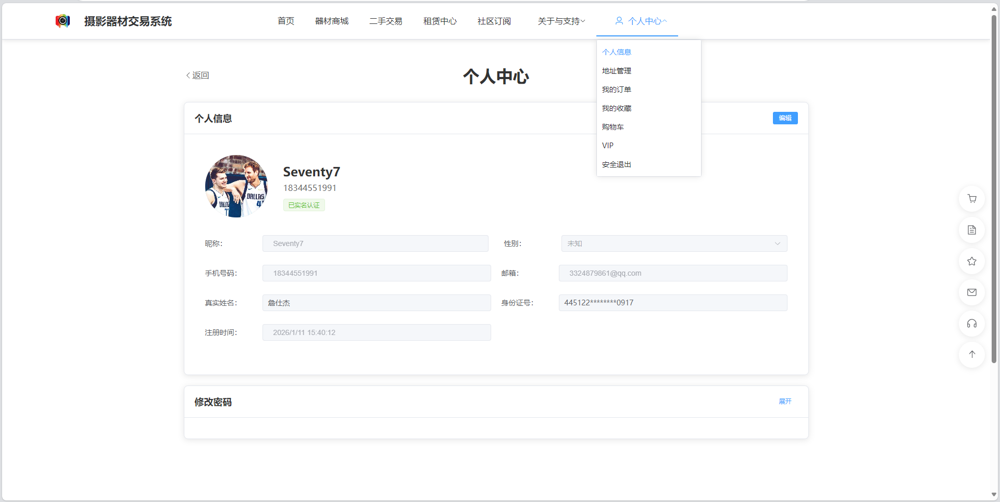 摄影器材交易系统 首页 器材商城 二手交易 租赁中心 社区订阅 关于与支持 个人中心
个人信息
地址管理
我的订单
我的收藏
购物车
VIP
安全退出
返回 个人中心
个人信息 编辑
Seventy7
18344551991
已实名认证
昵称: Seventy7 性别: 未知
手机号码: 18344551991 邮箱: 3324879861@qq.com
真实姓名: 詹仕杰 身份证号: 445122********0917
注册时间: 2026/1/11 15:40:12
修改密码 展开